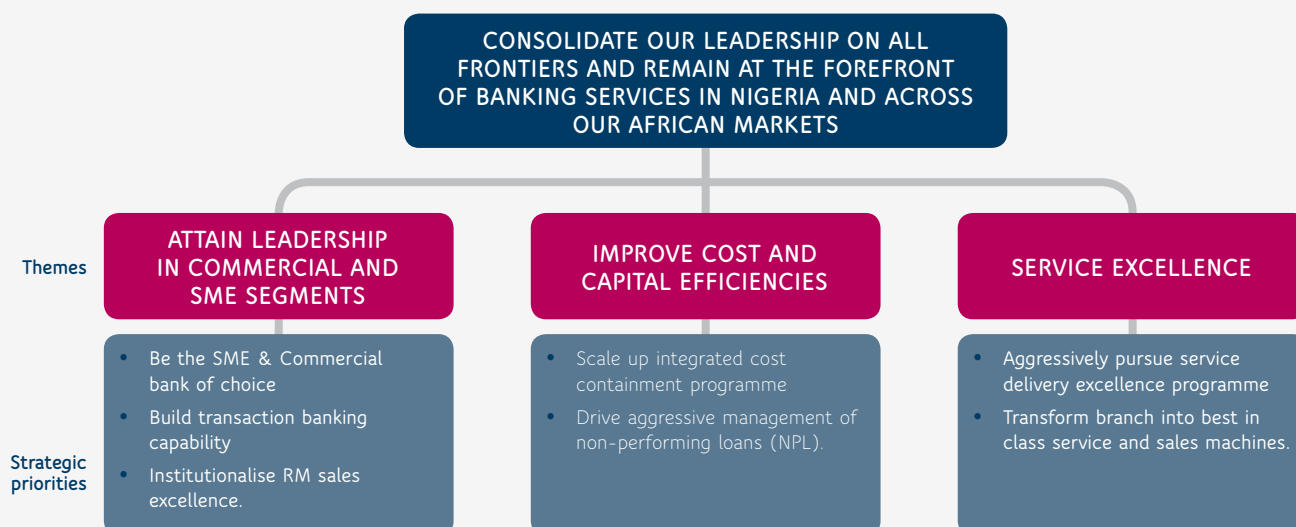 CONSOLIDATE OUR LEADERSHIP ON ALL
FRONTIERS AND REMAIN AT THE FOREFRONT
OF BANKING SERVICES IN NIGERIA AND ACROSS
OUR AFRICAN MARKETS
Themes
ATTAIN LEADERSHIP
IN COMMERCIAL AND
SME SEGMENTS
IMPROVE COST AND
CAPITAL EFFICIENCIES
SERVICE EXCELLENCE
Strategic
priorities
• Be the SME & Commercial
bank of choice
• Build transaction banking
capability
• Institutionalise RM sales
excellence.
• Scale up integrated cost
containment programme
• Drive aggressive management of
non-performing loans (NPL).
• Aggressively pursue service
delivery excellence programme
• Transform branch into best in
class service and sales machines.